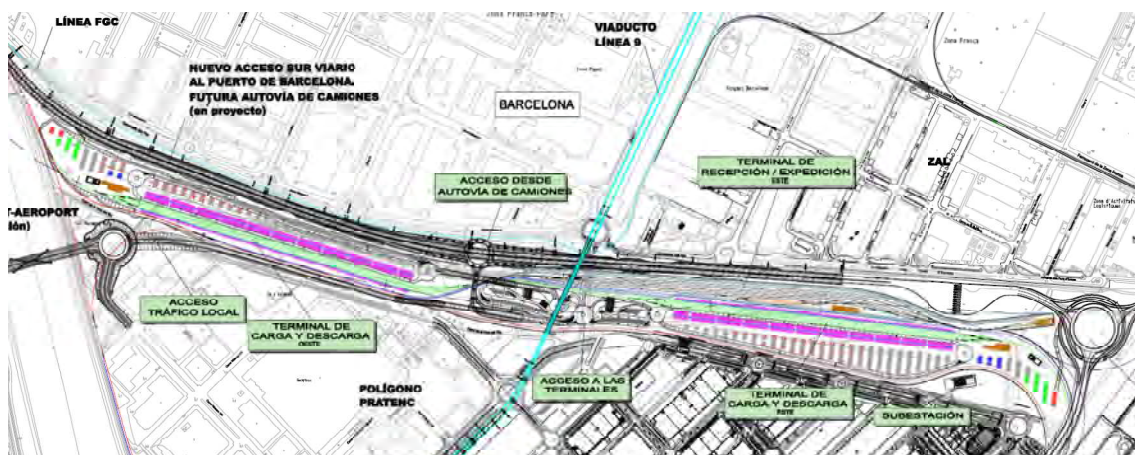 LÍNEA FGC
NUEVO ACCESO SUR VIARIO
AL PUERTO DE BARCELONA.
FUTURA AUTOVÍA DE CAMIONES
(en proyecto)
VIADUCTO
LÍNEA 9
BARCELONA
ACCESO DESDE
AUTOVÍA DE CAMIONES
TERMINAL DE
RECEPCIÓN / EXPEDICIÓN
ESTE
ZAL
Zona Franca
T-AEROPORT
ACCESO
TRÁFICO LOCAL
TERMINAL DE
CARGA Y DESCARGA
OESTE
POLÍGONO
PRATENC
ACCESO A LAS
TERMINALES
TERMINAL DE
CARGA Y DESCARGA
ESTE
SUBESTACIÓN